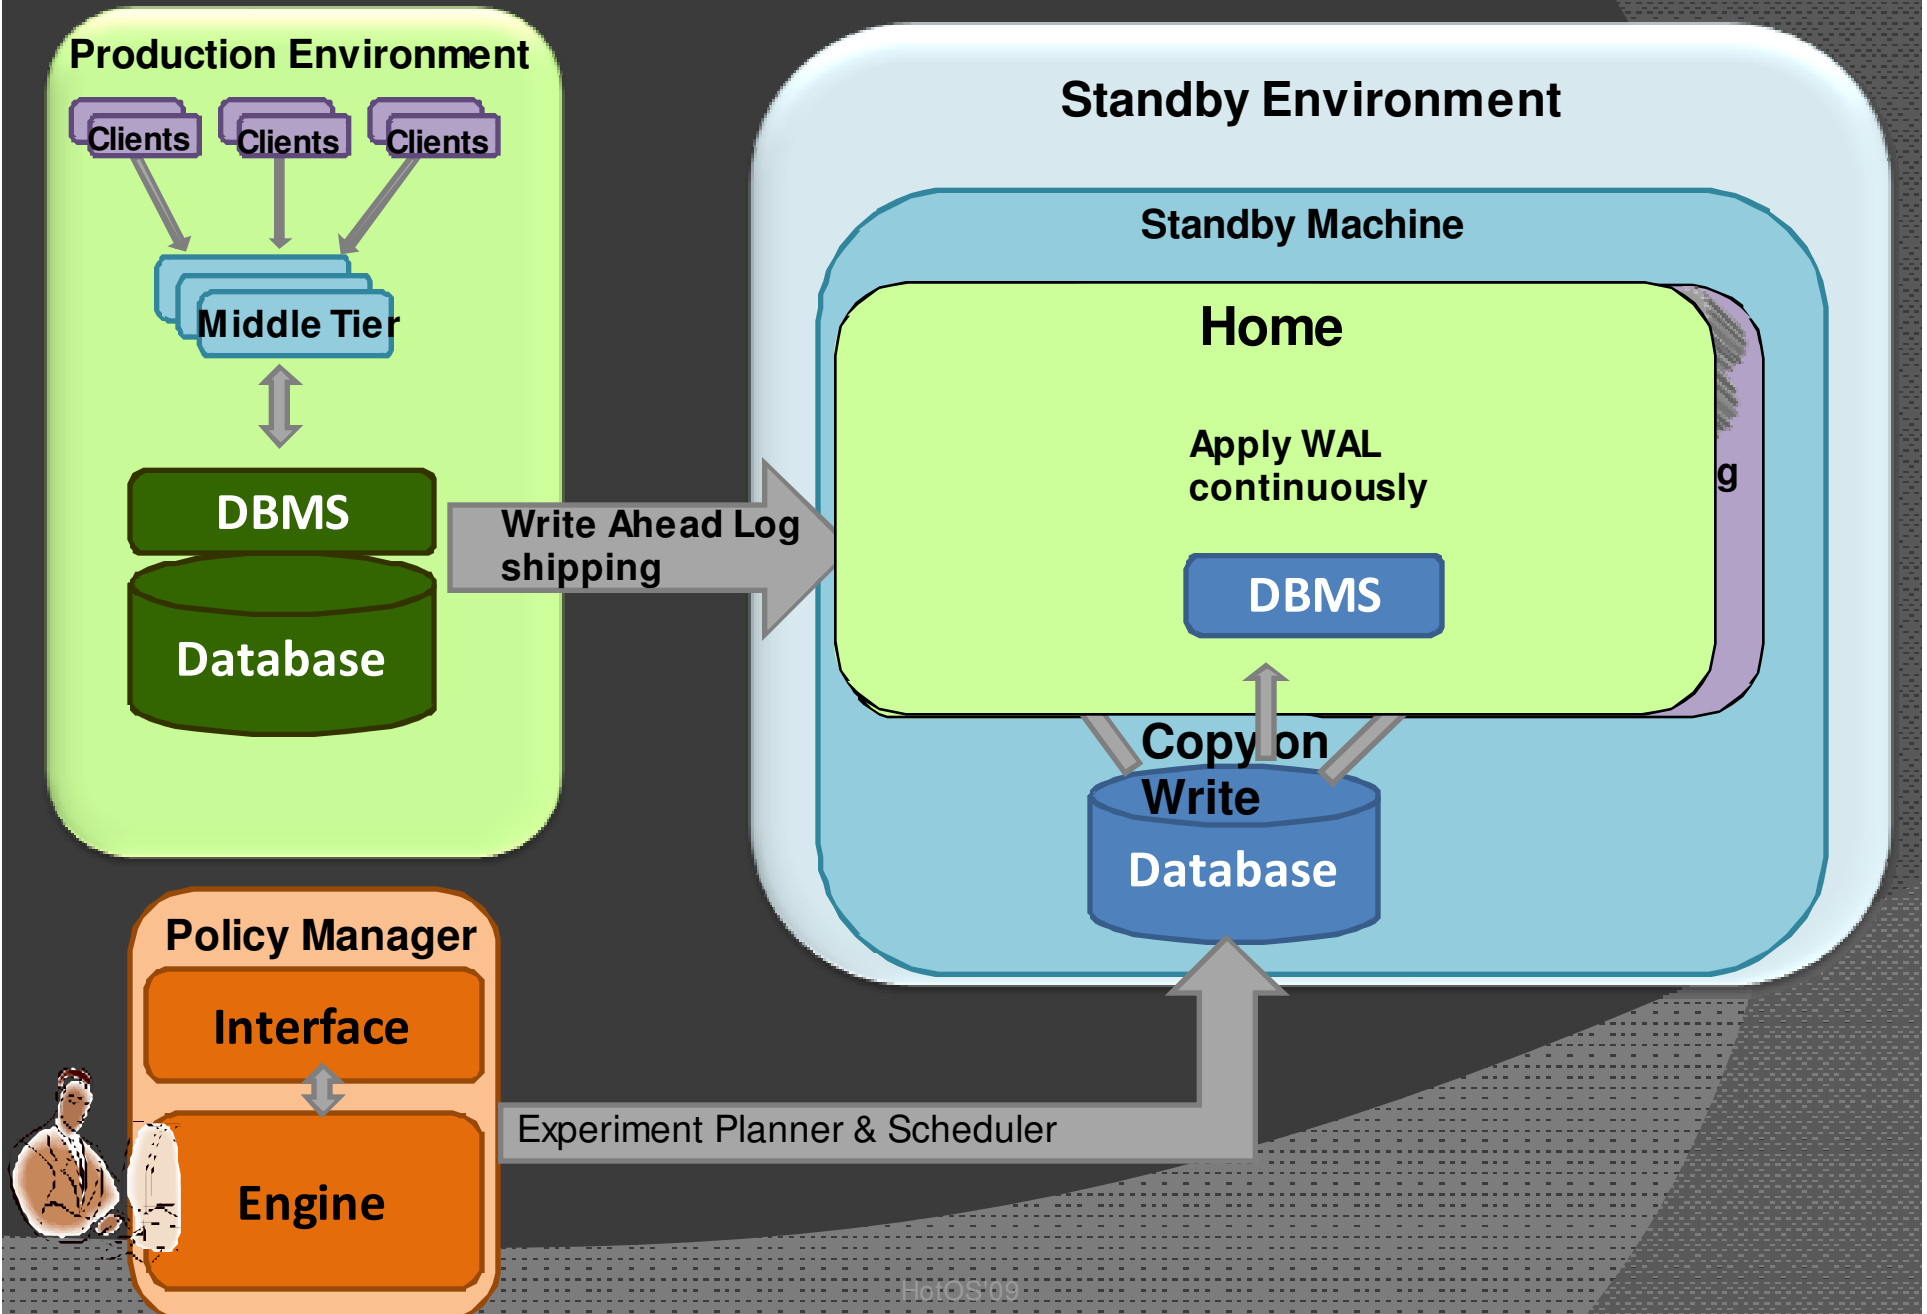 Production Environment
Clients
Clients
Clients
Middle Tier
DBMS
Database
Write Ahead Log
shipping
Standby Environment
Standby Machine
Home
Apply WAL
continuously
g
DBMS
Copy on
Write
Database
Policy Manager
Interface
Engine
Experiment Planner & Scheduler
HotOS'09